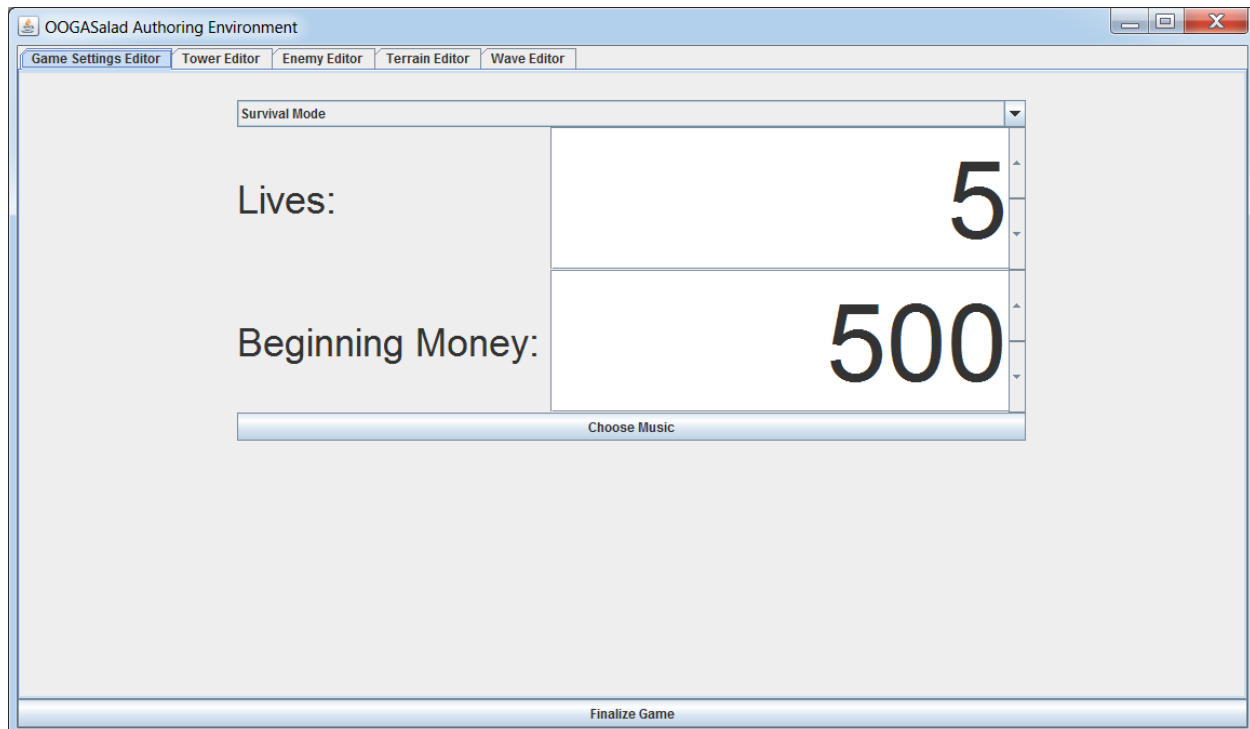 OOGASalad Authoring Environment
Game Settings Editor Tower Editor Enemy Editor Terrain Editor Wave Editor
Survival Mode
Lives: 5
Beginning Money: 500
Choose Music
Finalize Game